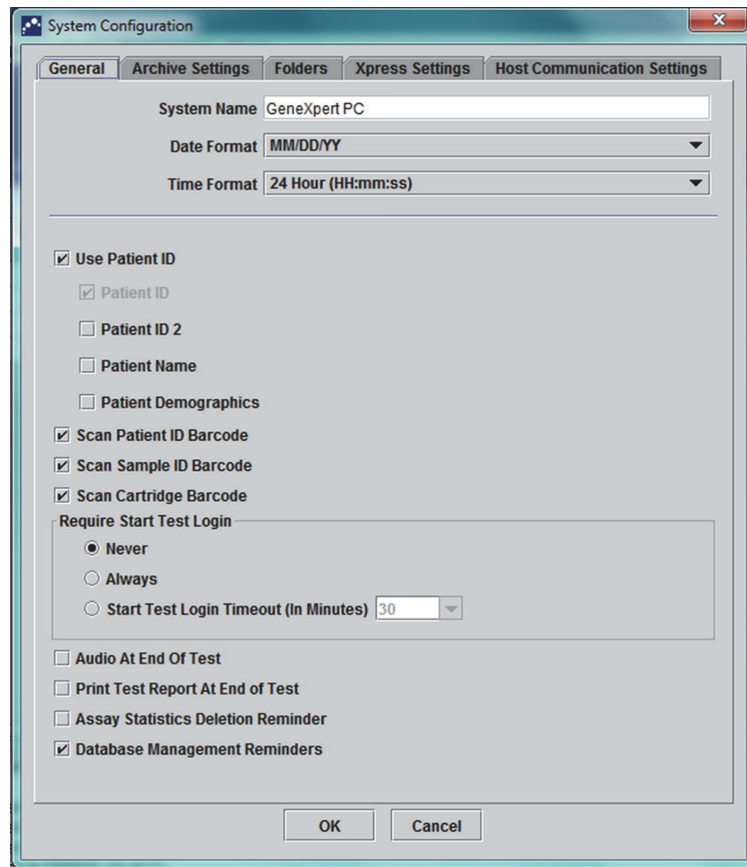 System Configuration
General Archive Settings Folders Xpress Settings Host Communication Settings
System Name GeneXpert PC
Date Format MM/DD/YY
Time Format 24 Hour (HH:mm:ss)
Use Patient ID
Patient ID
Patient ID 2
Patient Name
Patient Demographics
Scan Patient ID Barcode
Scan Sample ID Barcode
Scan Cartridge Barcode
Require Start Test Login
Never
Always
Start Test Login Timeout (In Minutes) 30
Audio At End Of Test
Print Test Report At End of Test
Assay Statistics Deletion Reminder
Database Management Reminders
OK Cancel